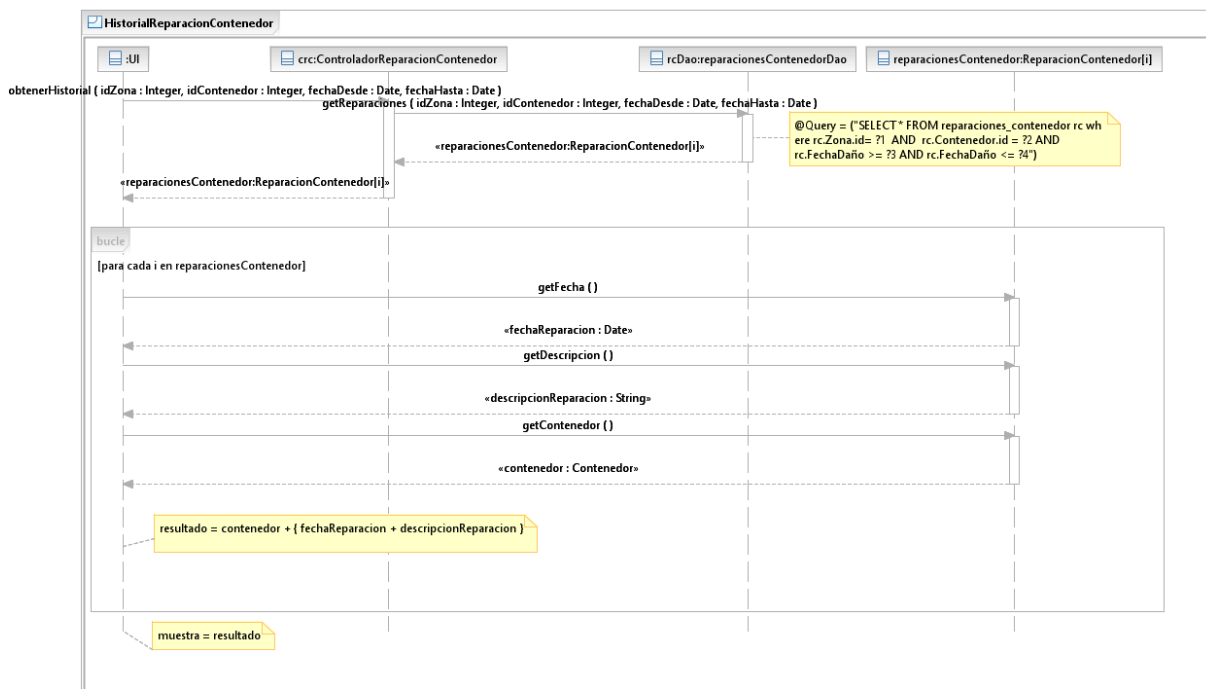 HistorialReparacionContenedor
:UI
crc:ControladorReparacionContenedor
rcDao:reparacionesContenedorDao
reparacionesContenedor:ReparacionContenedor[i]
obtenerHistorial ( idZona : Integer, idContenedor : Integer, fechaDesde : Date, fechaHasta : Date )
getReparaciones ( idZona : Integer, idContenedor : Integer, fechaDesde : Date, fechaHasta : Date )
@Query = ("SELECT* FROM reparaciones_contenedor rc wh
ere rc.Zona.id= ?1 AND rc.Contenedor.id = ?2 AND
rc.FechaDaño >= ?3 AND rc.FechaDaño <= ?4")
«reparacionesContenedor:ReparacionContenedor[i]»
«reparacionesContenedor:ReparacionContenedor[i]»
bucle
[para cada i en reparacionesContenedor]
getFecha ( )
«fechaReparacion : Date»
getDescripcion ( )
«descripcionReparacion : String»
getContenedor ( )
«contenedor : Contenedor»
resultado = contenedor + { fechaReparacion + descripcionReparacion }
muestra = resultado